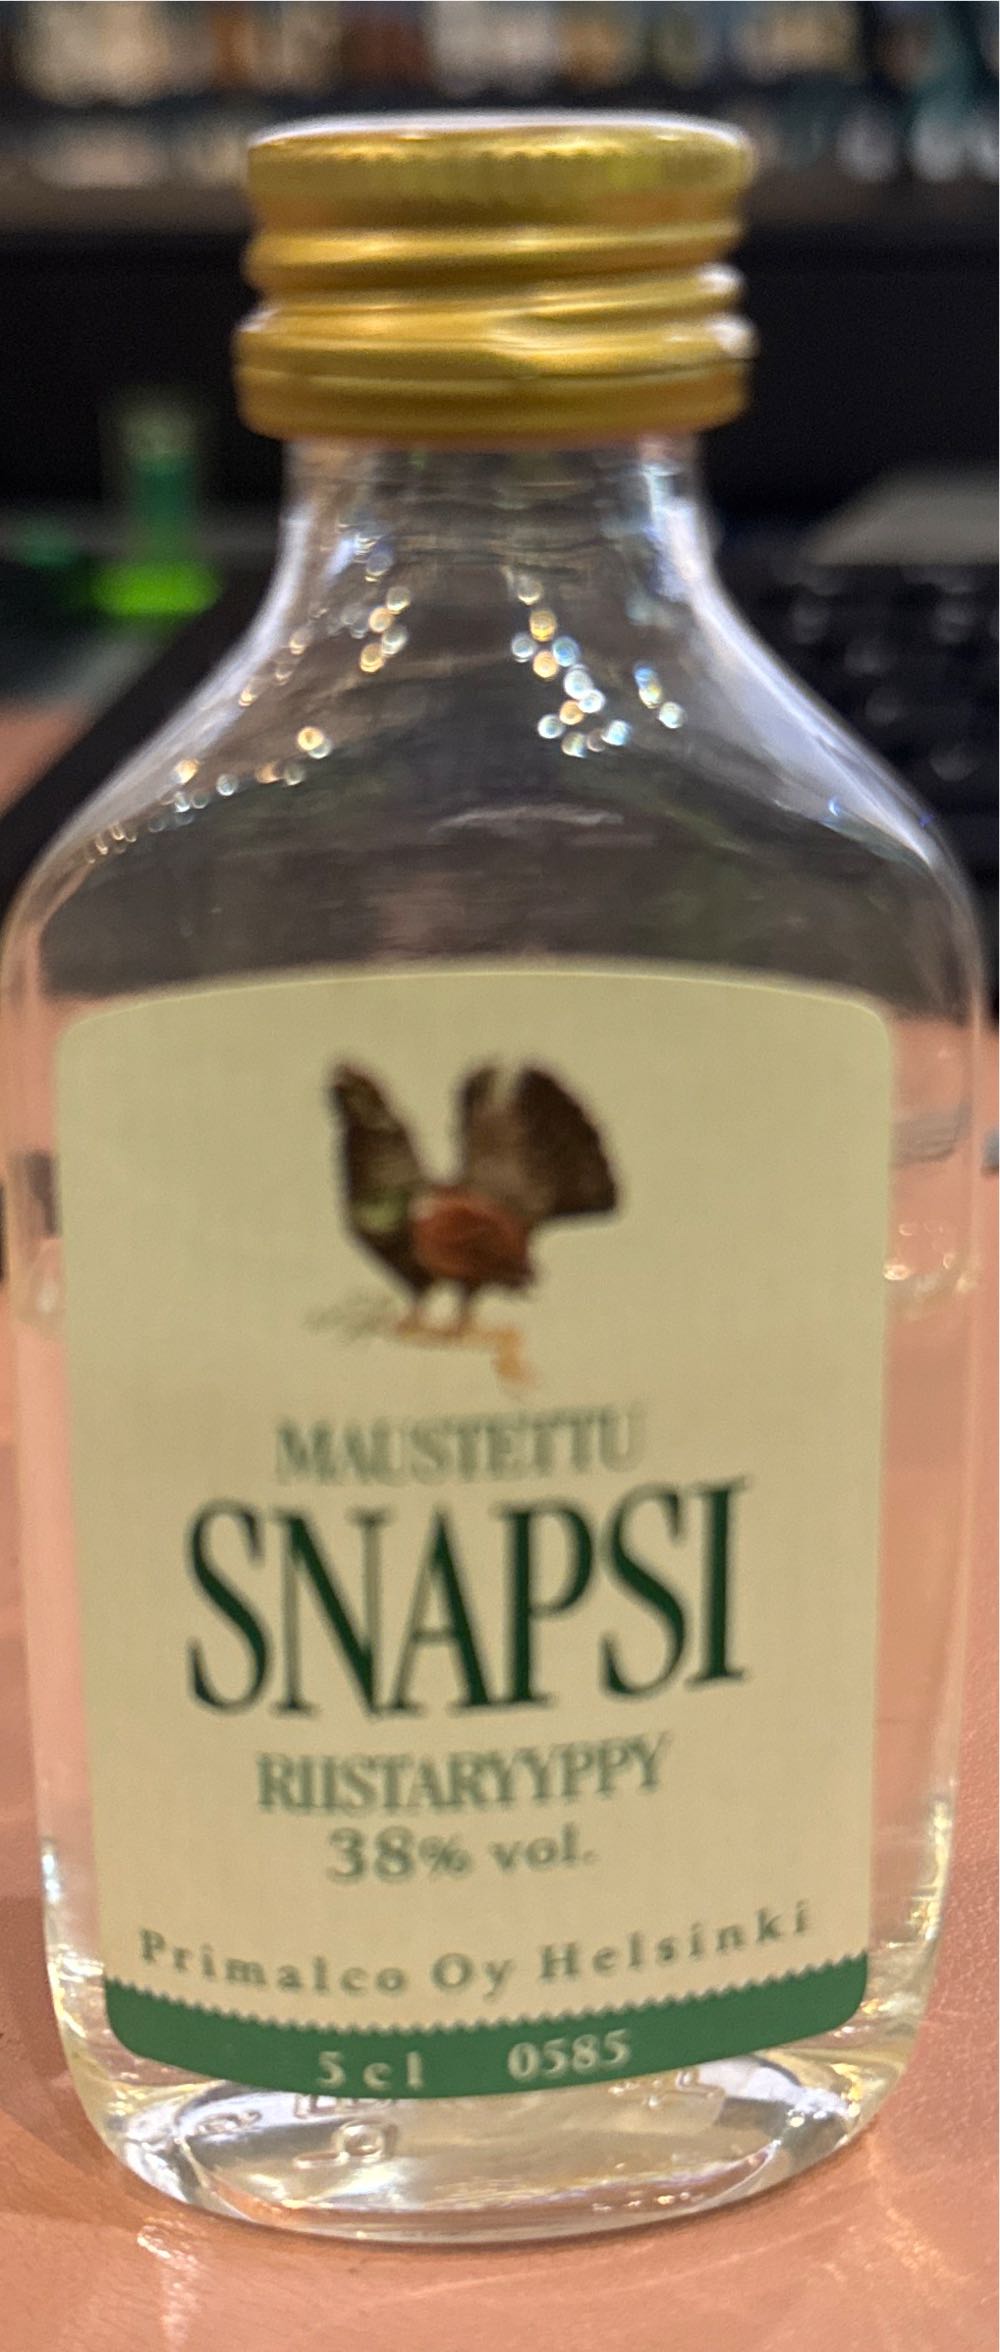 MAUSTETTU
SNAPSI
RIISTARYYPPY
38% vol.
Primalco Oy Helsinki
5 cl 0585